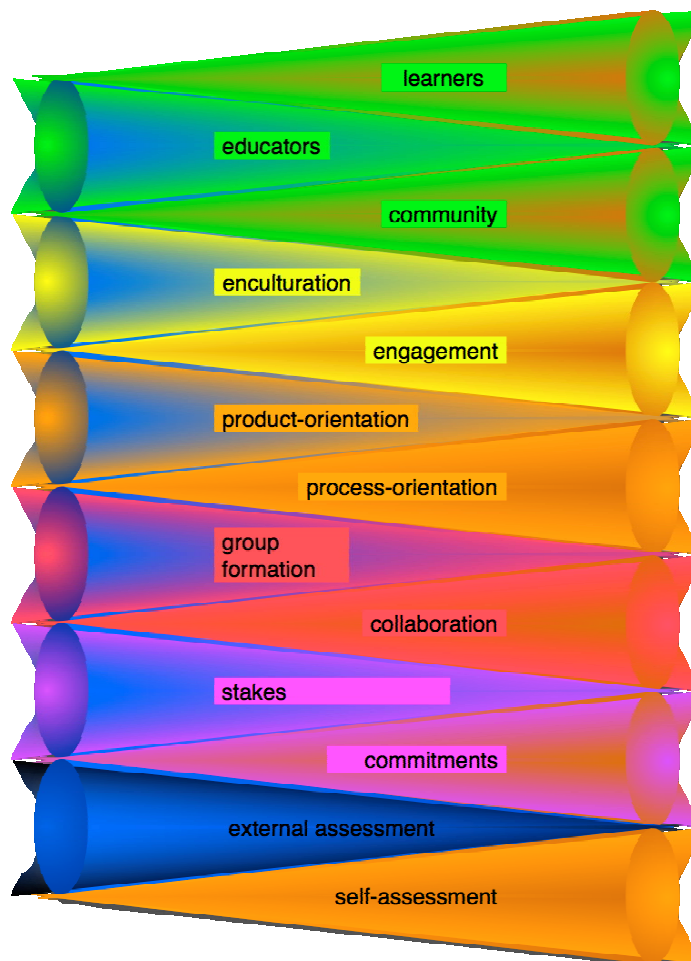 learners
educators
community
enculturation
engagement
product-orientation
process-orientation
group
formation
collaboration
stakes
commitments
external assessment
self-assessment